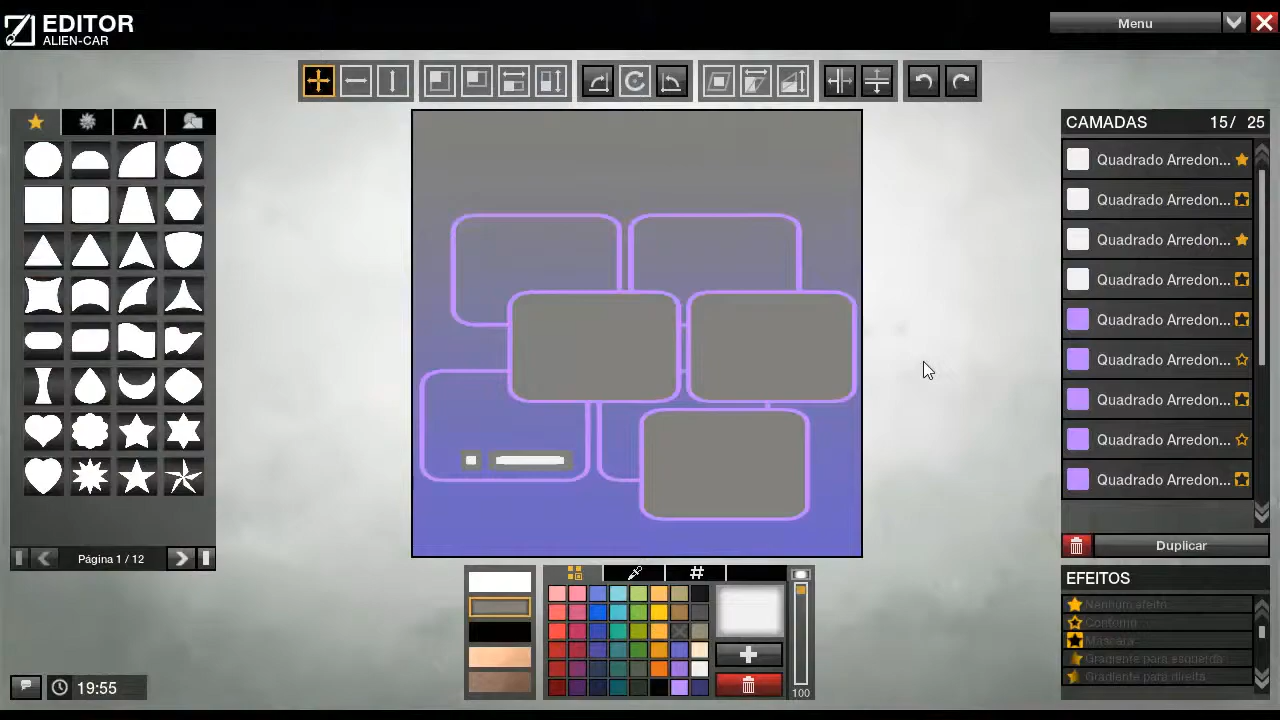 EDITOR
ALIEN-CAR
Menu
A
CAMADAS 15/ 25
Quadrado Arredon...
Quadrado Arredon...
Quadrado Arredon...
Quadrado Arredon...
Quadrado Arredon...
Quadrado Arredon...
Quadrado Arredon...
Quadrado Arredon...
Quadrado Arredon...
Duplicar
Página 1 / 12
#
EFEITOS
Nenhum efeito
Contorno
Máscara
Gradiente para esquerda
Gradiente para direita
100
19:55